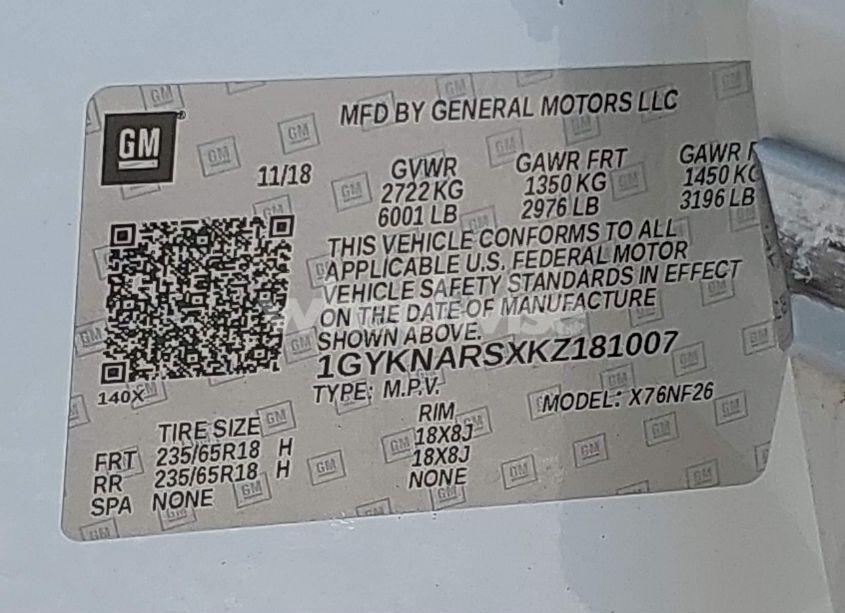 GM
MFD BY GENERAL MOTORS LLC
11/18
GVWR
2722 KG
6001 LB
GAWR FRT
1350 KG
2976 LB
GAWR
1450 KG
3196 LB
THIS VEHICLE CONFORMS TO ALL
APPLICABLE U.S. FEDERAL MOTOR
VEHICLE SAFETY STANDARDS IN EFFECT
ON THE DATE OF MANUFACTURE
SHOWN ABOVE.
1GYKNARSXKZ181007
140X
TYPE: M.P.V.
MODEL: X76NF26
TIRE SIZE
RIM
FRT 235/65R18 H 18X8J
RR 235/65R18 H 18X8J
SPA NONE NONE